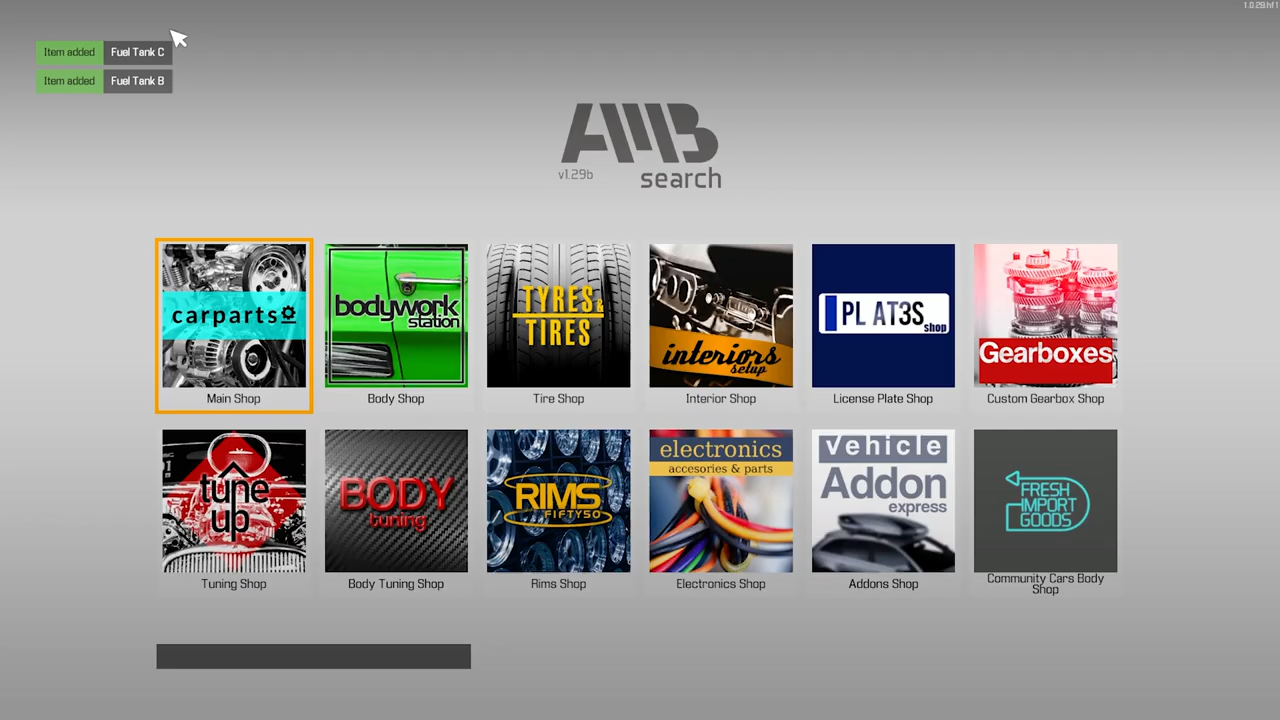 1.0.29.hf1
Item added Fuel Tank C
Item added Fuel Tank B
AMB
v1.29b search
carparts
bodywork
station
TYRES &
TIRES
interiors
setup
PL AT3S
shop
Gearboxes
Main Shop
Body Shop
Tire Shop
Interior Shop
License Plate Shop
Custom Gearbox Shop
tune
up
BODY
tuning
RIMS
FIFTY50
electronics
accesories & parts
vehicle
Addon
express
FRESH
IMPORT
GOODS
Tuning Shop
Body Tuning Shop
Rims Shop
Electronics Shop
Addons Shop
Community Cars Body
Shop